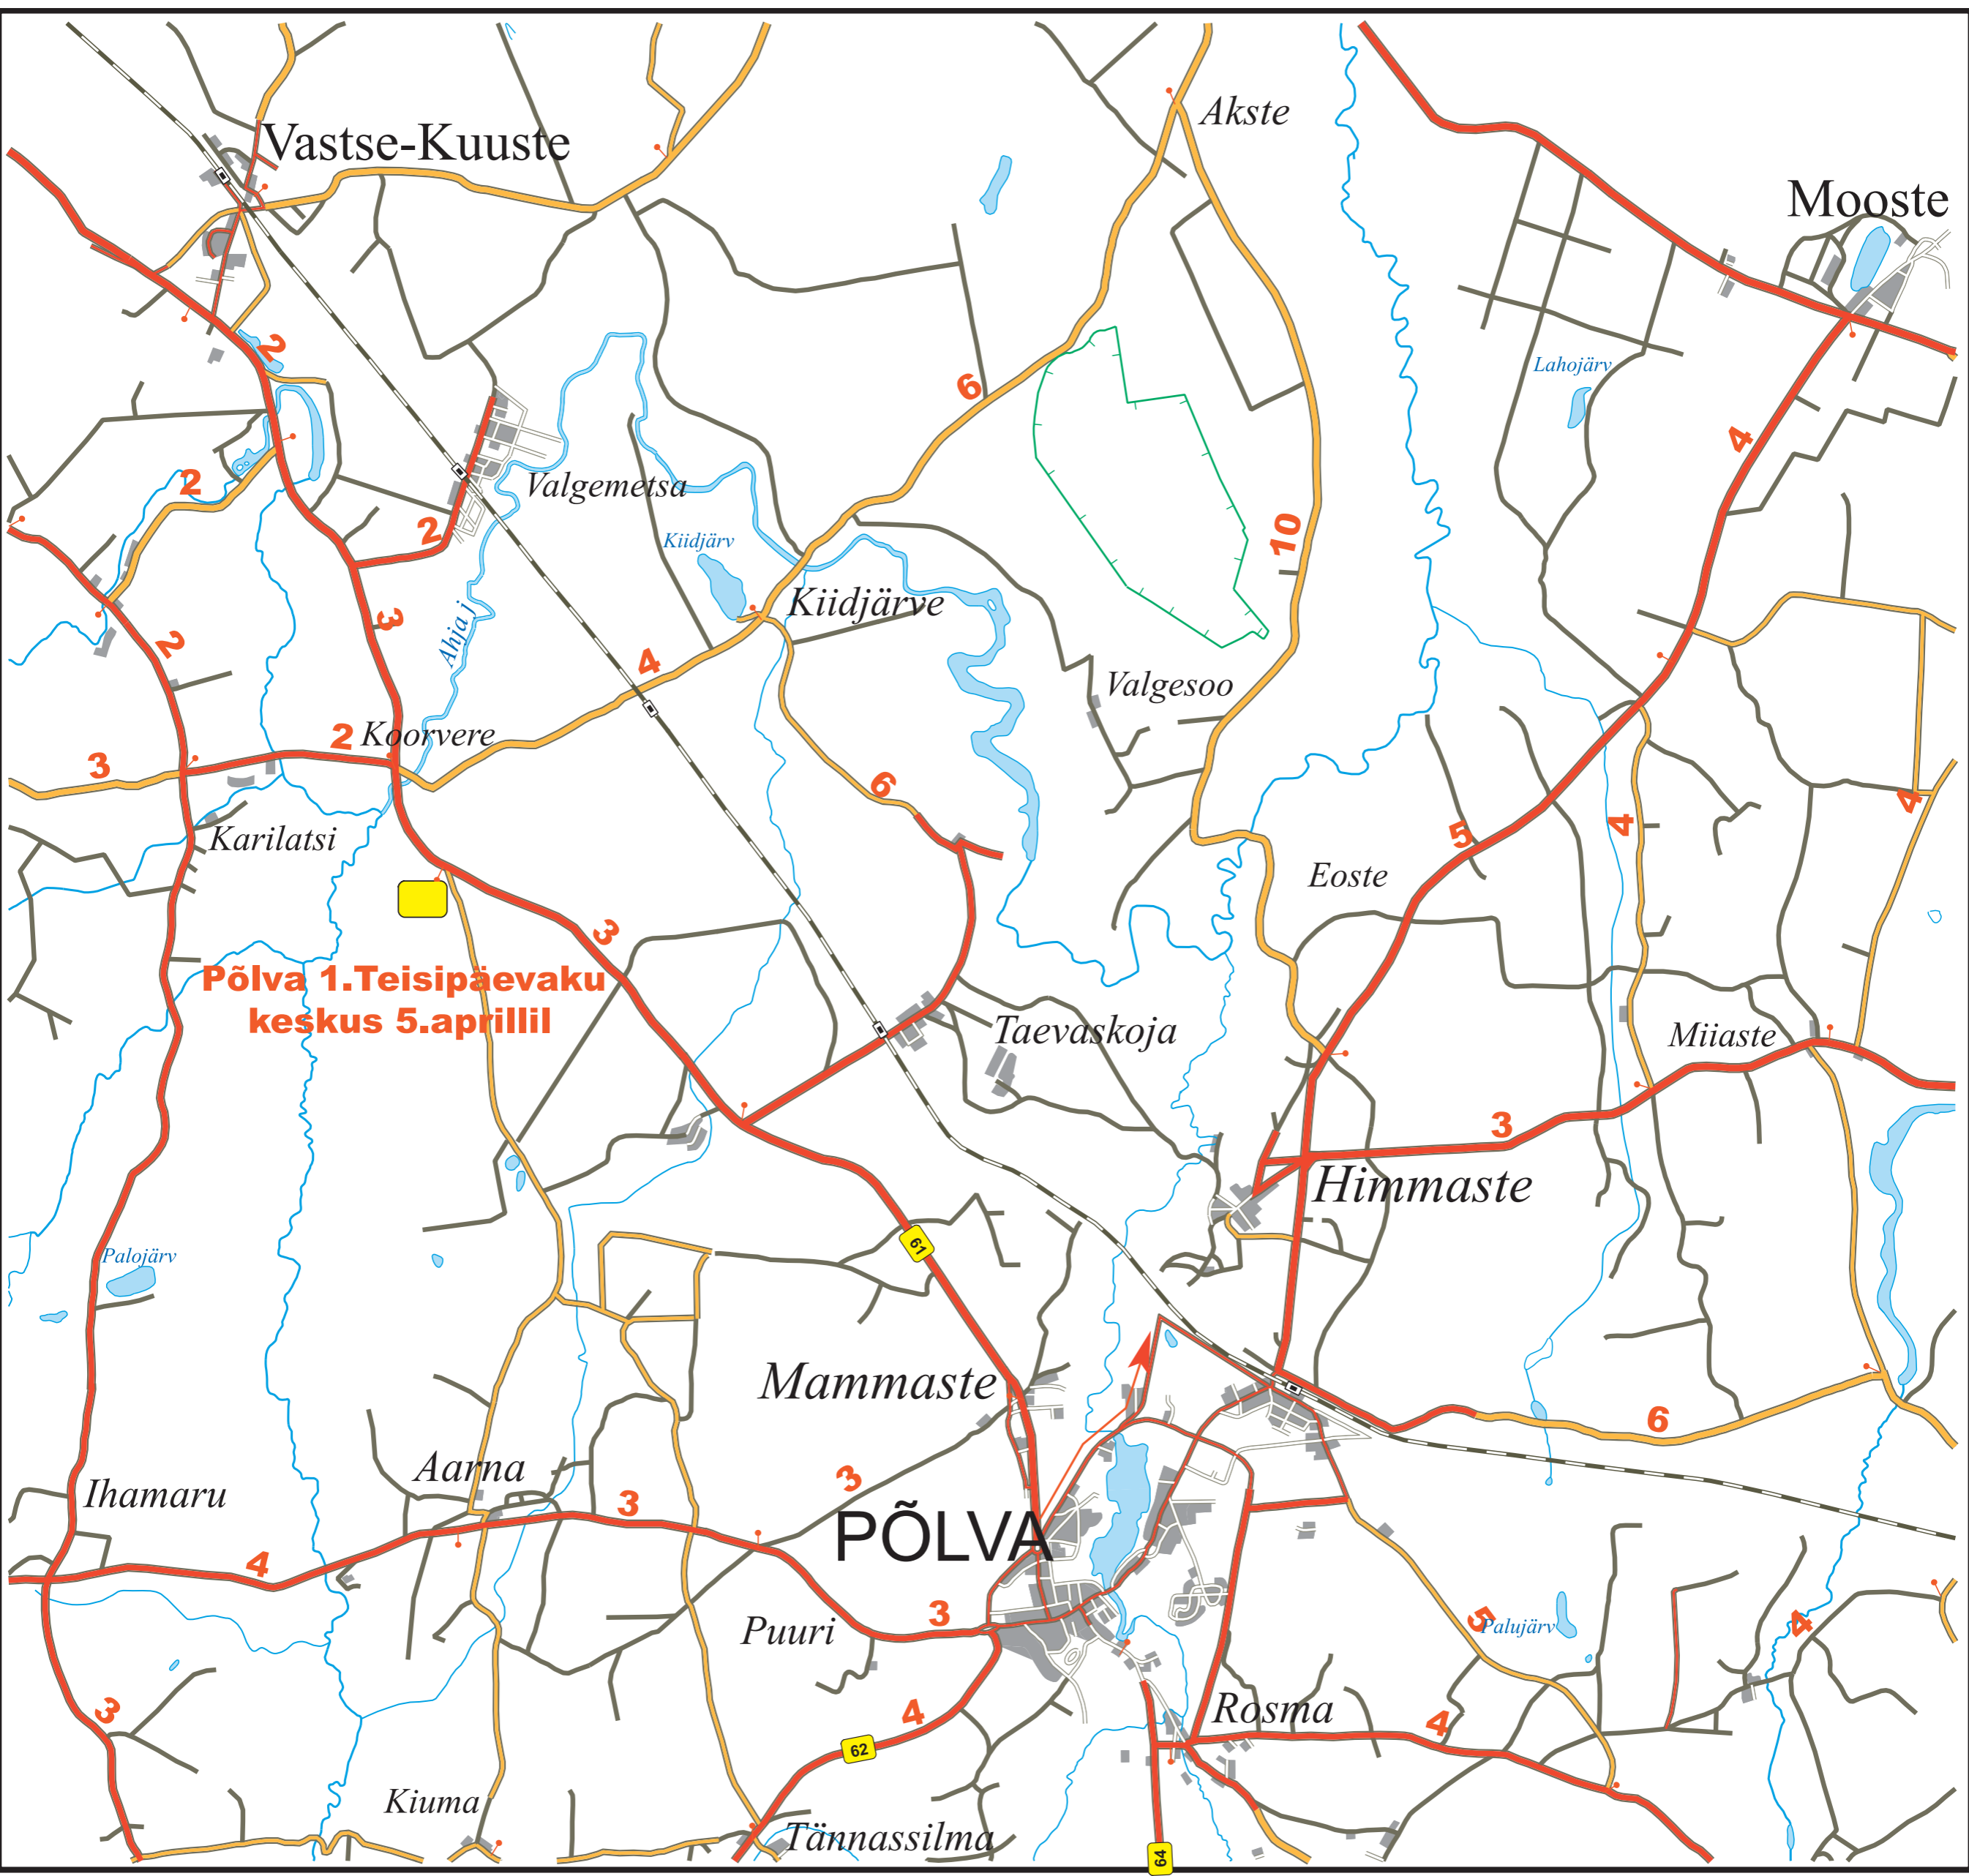 Akste
Vastse-Kuuste
Mooste
2
Lahojärv
6
4
2
Valgemetsa
2
10
Kiidjärv
3
Kiidjärve
Ahja j
2
4
Valgesoo
2
Koorvere
3
6
4
4
5
Karilatsi
Eoste
3
Põlva 1.Teisipäevaku
keskus 5.aprillil
Taevaskoja
Miiaste
3
Himmaste
61
Palojärv
Mammaste
6
Aarna
3
3
Ihamaru
PÕLVA
4
3
Puuri
5
Palujärv
4
3
4
Rosma
4
62
Kiuma
Tännassilma
64